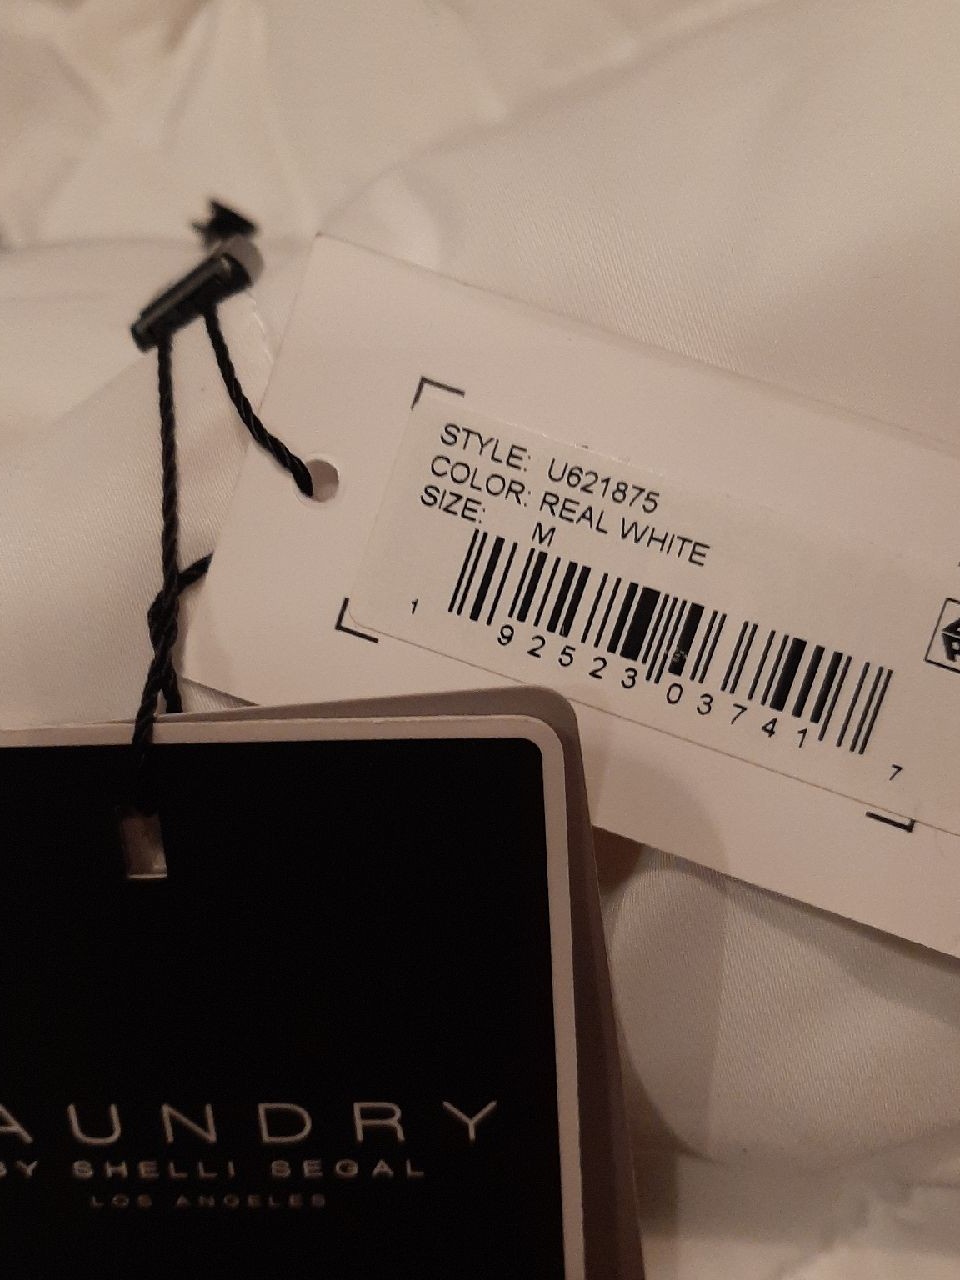 STYLE: U621875
COLOR: REAL WHITE
SIZE: M
1 92523 03741 7
AUNDRY
BY SHELLI SEGAL
LOS ANGELES